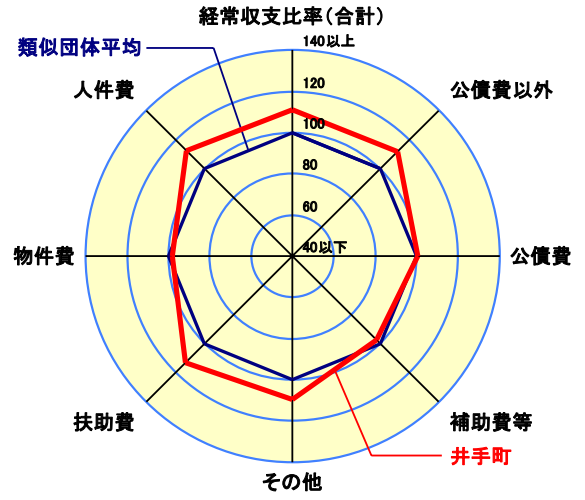 経常収支比率(合計)
140以上
類似団体平均
人件費
120
公債費以外
100
80
60
物件費
40以下
公債費
扶助費
補助費等
井手町
その他